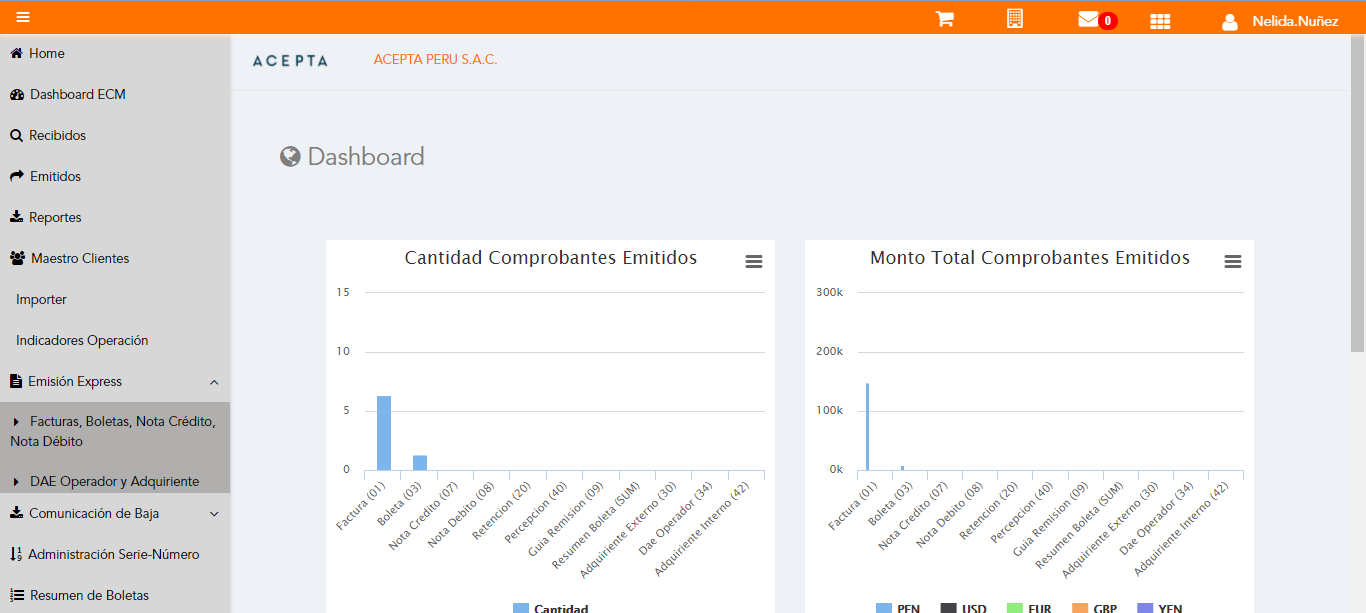 0
Nelida.Nuñez
Home
Dashboard ECM
Recibidos
Emitidos
Reportes
Maestro Clientes
Importer
Indicadores Operación
Emisión Express
Facturas, Boletas, Nota Crédito,
Nota Débito
DAE Operador y Adquiriente
Comunicación de Baja
Administración Serie-Número
Resumen de Boletas
ACEPTA
ACEPTA PERU S.A.C.
Dashboard
Cantidad Comprobantes Emitidos
15
10
5
0
Factura (01)
Boleta (03)
Nota Credito (07)
Nota Debito (08)
Retencion (20)
Percepcion (40)
Guia Remision (09)
Resumen Boleta (SUM)
Adquiriente Externo (30)
Dae Operador (34)
Adquiriente Interno (42)
Cantidad
Monto Total Comprobantes Emitidos
300k
200k
100k
0k
Factura (01)
Boleta (03)
Nota Credito (07)
Nota Debito (08)
Retencion (20)
Percepcion (40)
Guia Remision (09)
Resumen Boleta (SUM)
Adquiriente Externo (30)
Dae Operador (34)
Adquiriente Interno (42)
PEN USD EUR GBP YEN